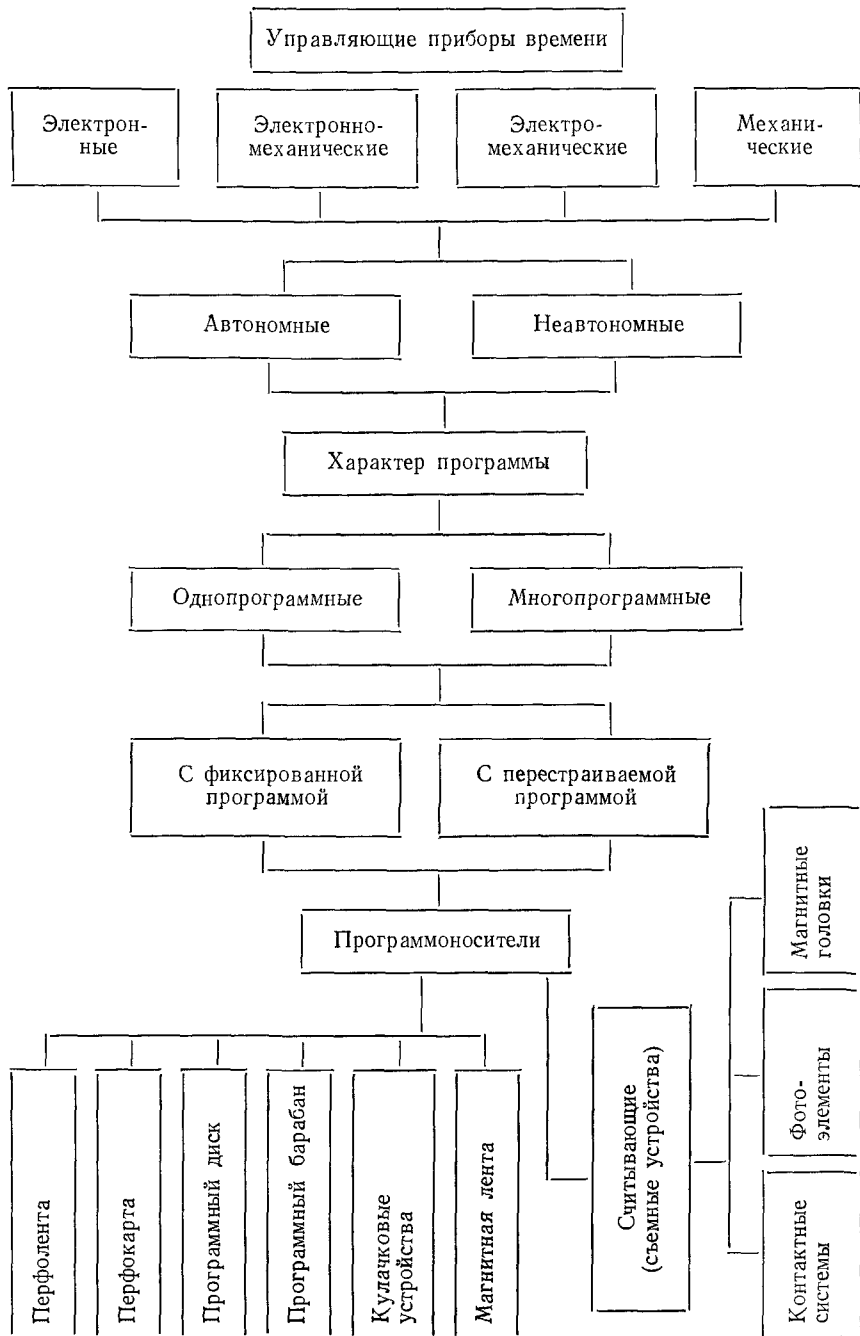 Управляющие приборы времени
Электрон-
ные
Электронно-
механические
Электро-
механические
Механи-
ческие
Автономные
Неавтономные
Характер программы
Однопрограммные
Многопрограммные
С фиксированной
программой
С перестраиваемой
программой
Программоносители
Перфолента
Перфокарта
Программный диск
Программный барабан
Кулачковые
устройства
Магнитная лента
Считывающие
(съемные устройства)
Магнитные
головки
Фото-
элементы
Контактные
системы